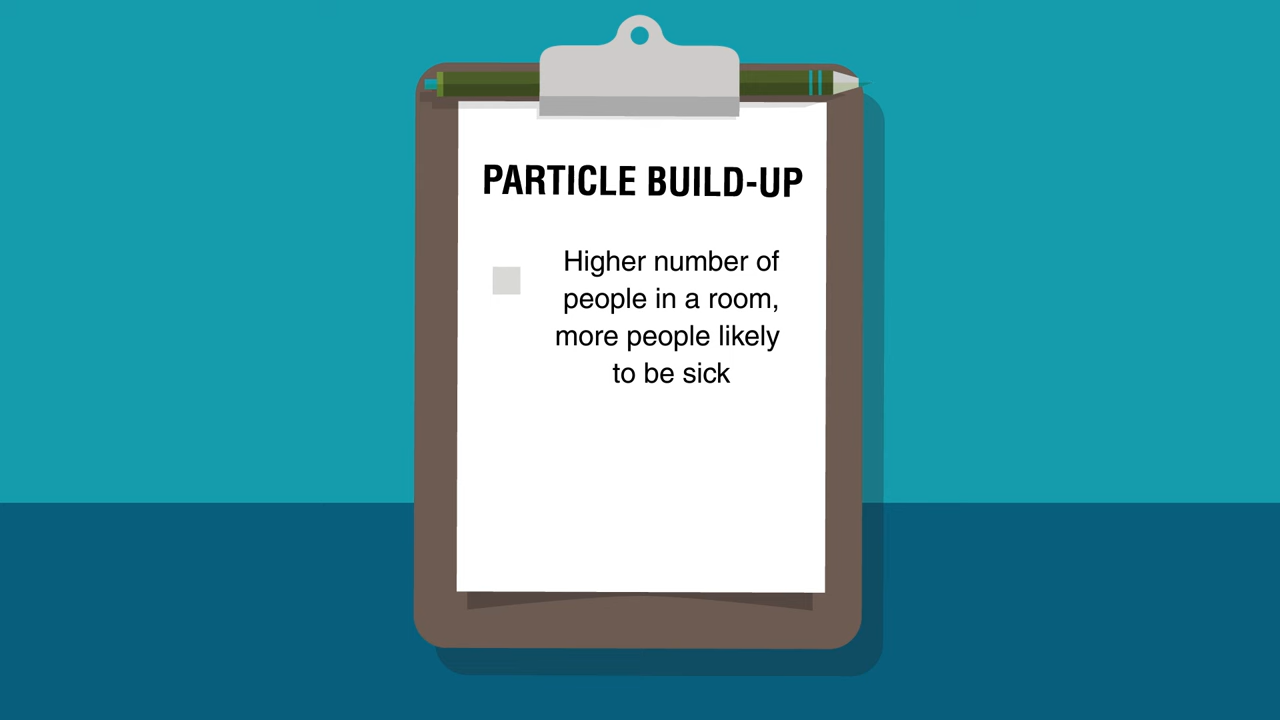 PARTICLE BUILD-UP
Higher number of
people in a room,
more people likely
to be sick